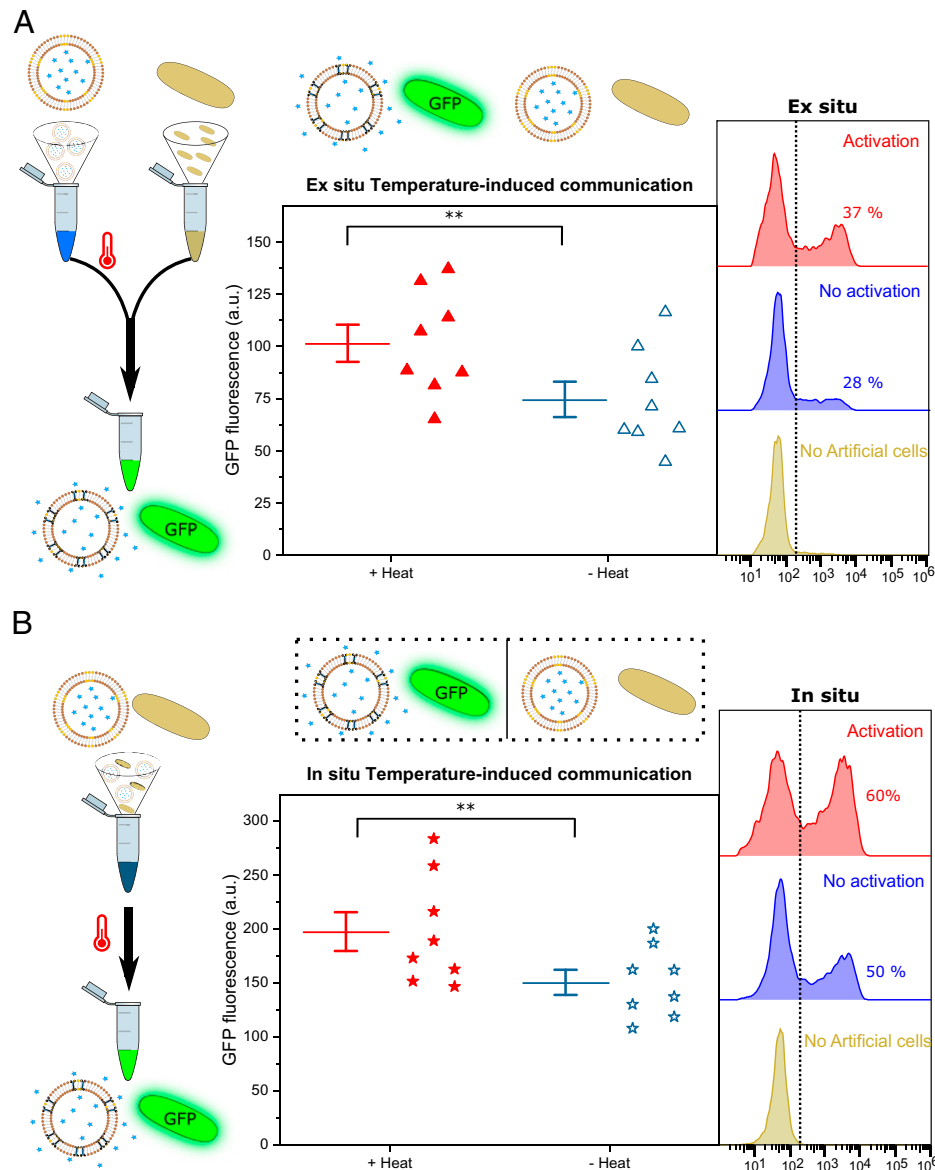 A
GFP
Ex situ Temperature-induced communication
**
GFP fluorescence (a.u.)
150
125
100
75
50
25
0
+ Heat
- Heat
Ex situ
Activation
37 %
No activation
28 %
No Artificial cells
10¹ 10² 10³ 10⁴ 10⁵ 10⁶
GFP
B
GFP
In situ Temperature-induced communication
**
GFP fluorescence (a.u.)
300
250
200
150
100
50
0
+ Heat
- Heat
In situ
Activation
60%
No activation
50 %
No Artificial cells
10¹ 10² 10³ 10⁴ 10⁵ 10⁶
GFP